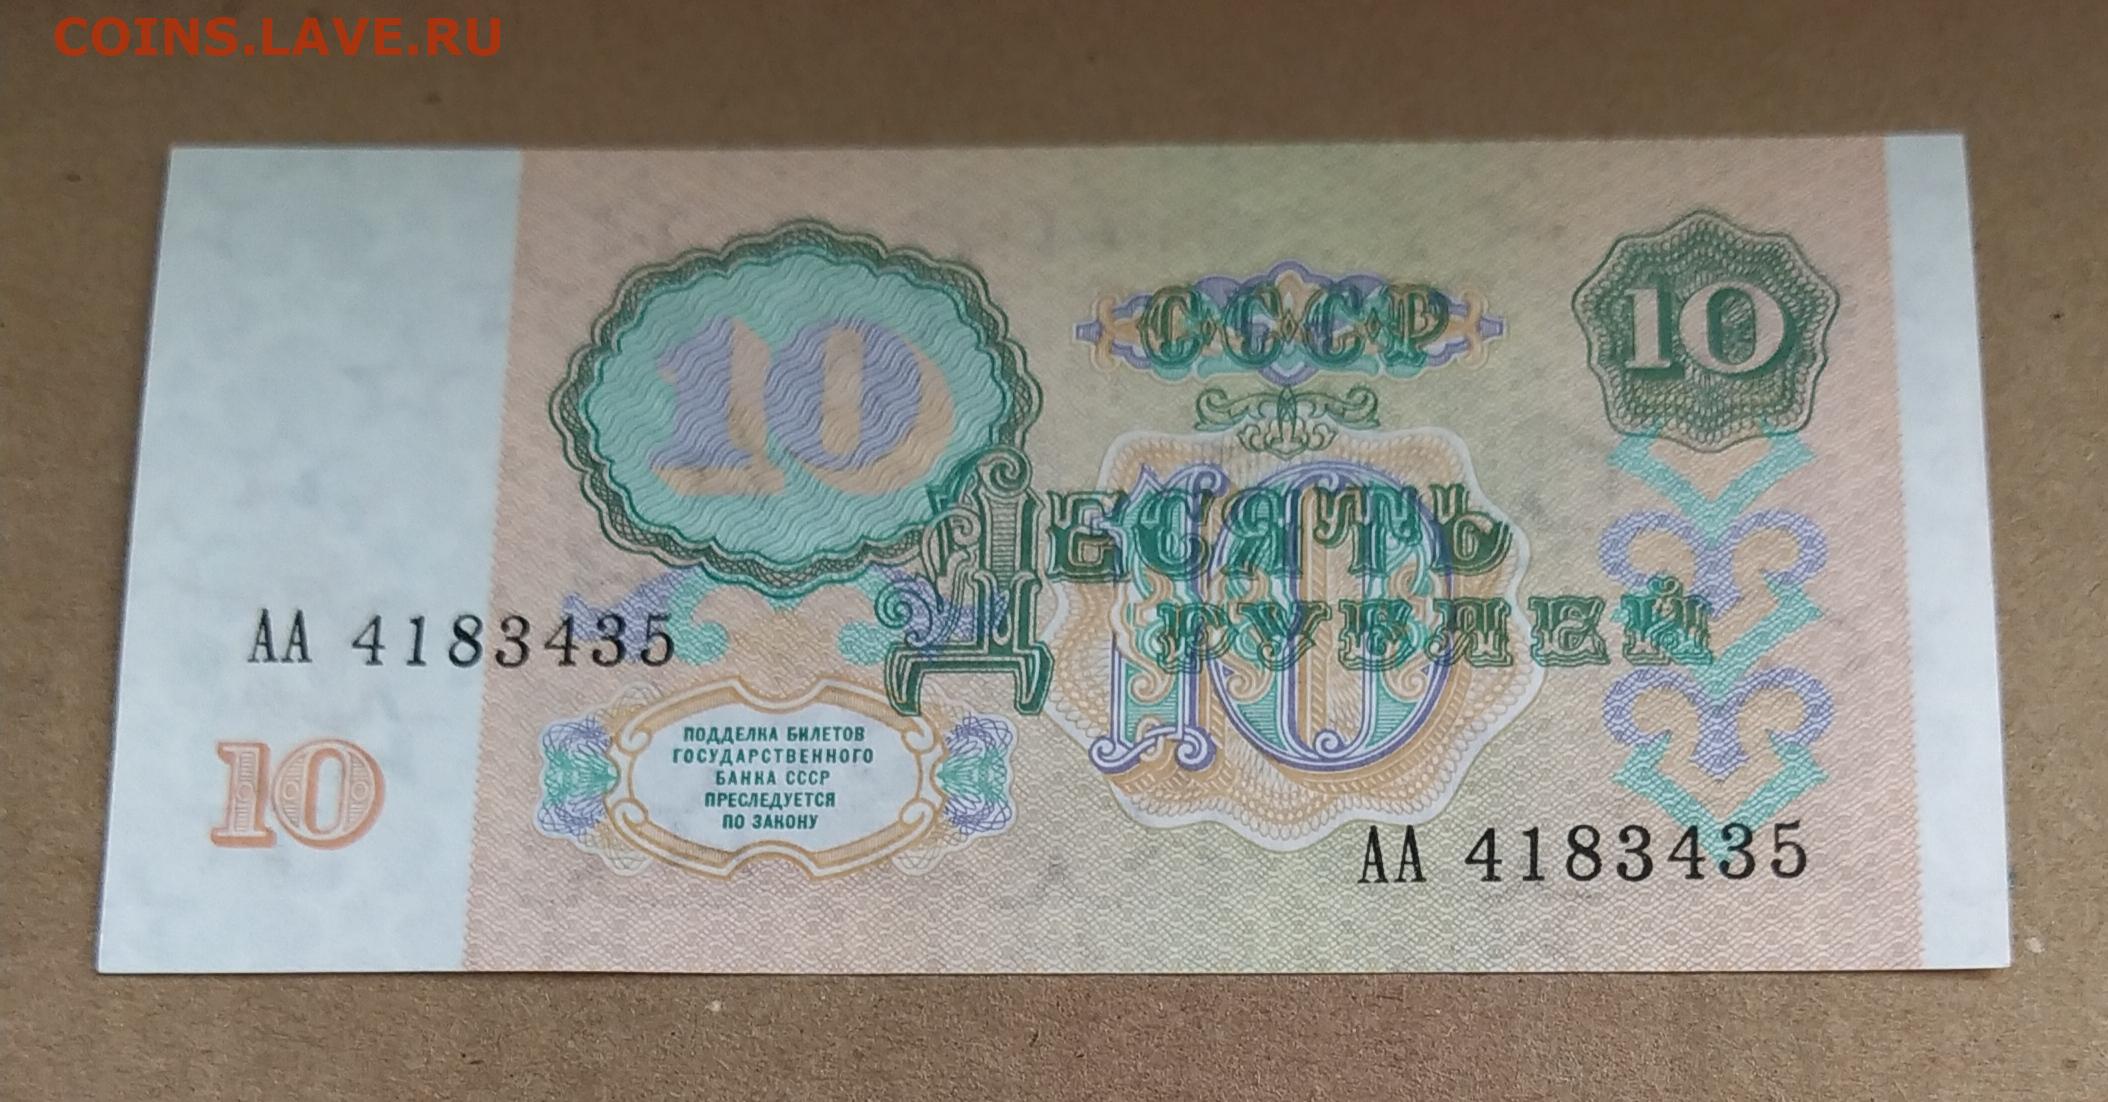 COINS.LAVE.RU
10
СССР
10
10
ДЕСЯТЬ
РУБЛЕЙ
АА 4183435
10
ПОДДЕЛКА БИЛЕТОВ
ГОСУДАРСТВЕННОГО
БАНКА СССР
ПРЕСЛЕДУЕТСЯ
ПО ЗАКОНУ
АА 4183435